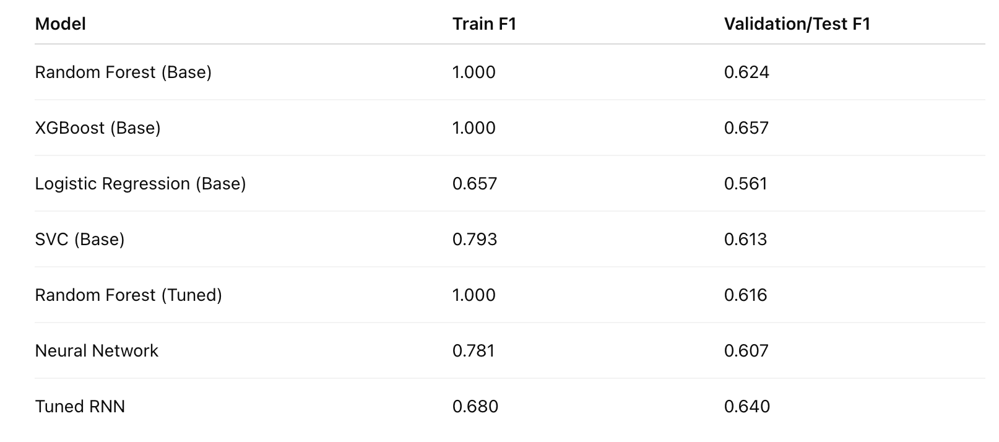 Model Train F1 Validation/Test F1
Random Forest (Base) 1.000 0.624
XGBoost (Base) 1.000 0.657
Logistic Regression (Base) 0.657 0.561
SVC (Base) 0.793 0.613
Random Forest (Tuned) 1.000 0.616
Neural Network 0.781 0.607
Tuned RNN 0.680 0.640